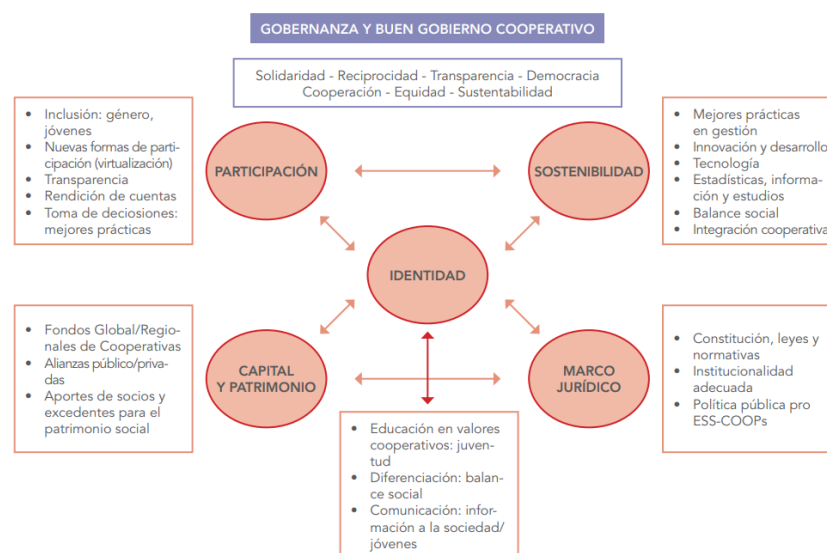 GOBERNANZA Y BUEN GOBIERNO COOPERATIVO
Solidaridad - Reciprocidad - Transparencia - Democracia
Cooperación - Equidad - Sustentabilidad
• Inclusión: género,
jóvenes
• Nuevas formas de parti-
cipación (virtualización)
• Transparencia
• Rendición de cuentas
• Toma de deciosiones:
mejores prácticas
PARTICIPACIÓN
SOSTENIBILIDAD
• Mejores prácticas
en gestión
• Innovación y desarrollo
• Tecnología
• Estadísticas, informa-
ción y estudios
• Balance social
• Integración cooperativa
IDENTIDAD
• Fondos Global/Regio-
nales de Cooperativas
• Alianzas público/priva-
das
• Aportes de socios y
excedentes para el
patrimonio social
CAPITAL
Y PATRIMONIO
MARCO
JURÍDICO
• Constitución, leyes y
normativas
• Institucionalidad
adecuada
• Política pública pro
ESS-COOPs
• Educación en valores
cooperativos: juven-
tud
• Diferenciación: balan-
ce social
• Comunicación: infor-
mación a la sociedad/
jóvenes